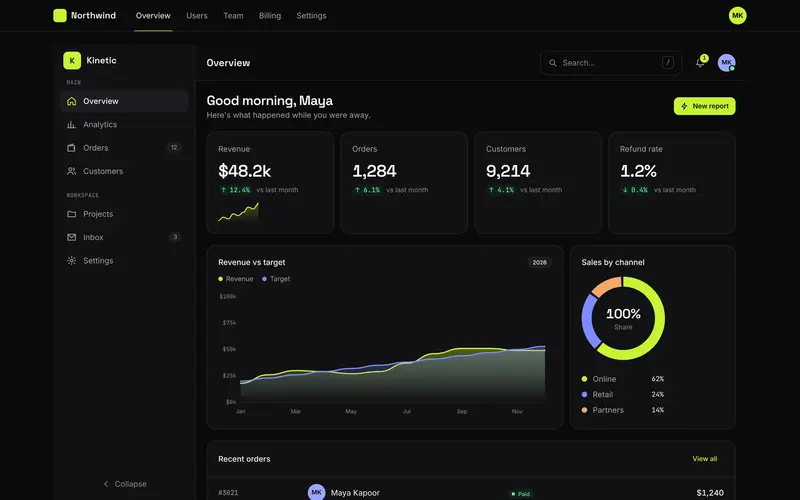 Northwind
Overview
Users
Team
Billing
Settings
MK
K
Kinetic
MAIN
Overview
Analytics
Orders 12
Customers
WORKSPACE
Projects
Inbox 3
Settings
Collapse
Overview
Search...
/
1
MK
Good morning, Maya
Here's what happened while you were away.
New report
Revenue
$48.2k
↑ 12.4% vs last month
Orders
1,284
↑ 6.1% vs last month
Customers
9,214
↑ 4.1% vs last month
Refund rate
1.2%
↓ 0.4% vs last month
Revenue vs target
2026
Revenue
Target
$100k
$75k
$50k
$25k
$0k
Jan
Mar
May
Jul
Sep
Nov
Sales by channel
100%
Share
Online 62%
Retail 24%
Partners 14%
Recent orders
View all
#3021
MK
Maya Kapoor
Paid
$1,240